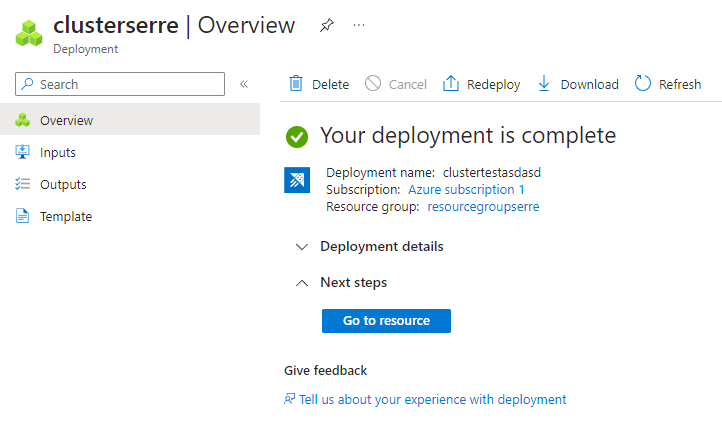 clusterserre | Overview
Deployment
Search
Overview
Inputs
Outputs
Template
Delete Cancel Redeploy Download Refresh
Your deployment is complete
Deployment name: clustertestasdasd
Subscription: Azure subscription 1
Resource group: resourcegroupserre
Deployment details
Next steps
Go to resource
Give feedback
Tell us about your experience with deployment